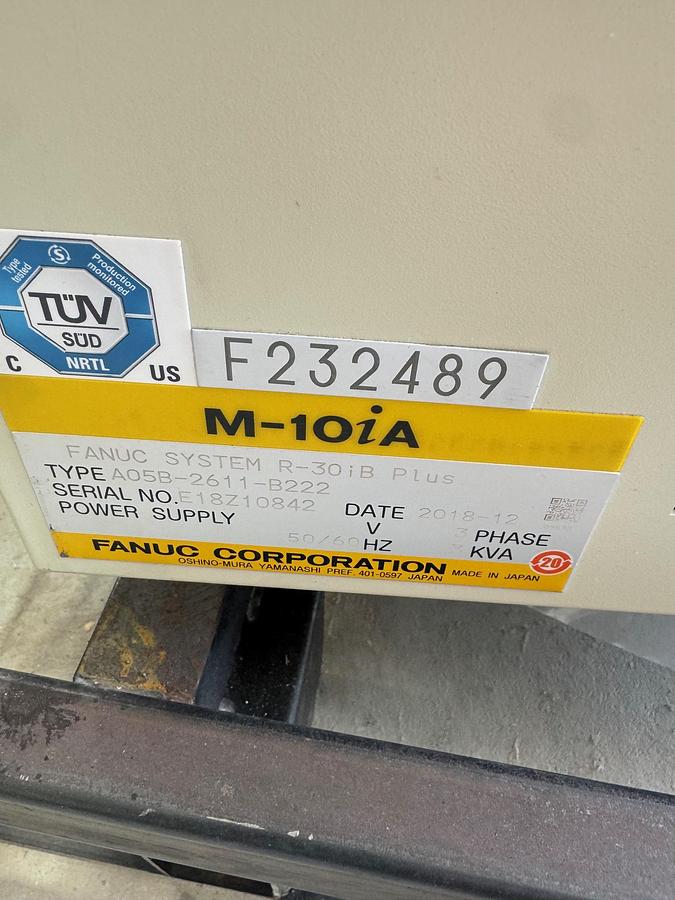 Type tested
Production monitored
TÜV
SÜD
NRTL
C US
F232489
M-10iA
FANUC SYSTEM R-30iB Plus
TYPE A05B-2611-B222
SERIAL NO. E18Z10842 DATE 2018-12
POWER SUPPLY V 3 PHASE
50/60 HZ KVA
FANUC CORPORATION
OSHINO-MURA YAMANASHI PREF. 401-0597 JAPAN MADE IN JAPAN
20